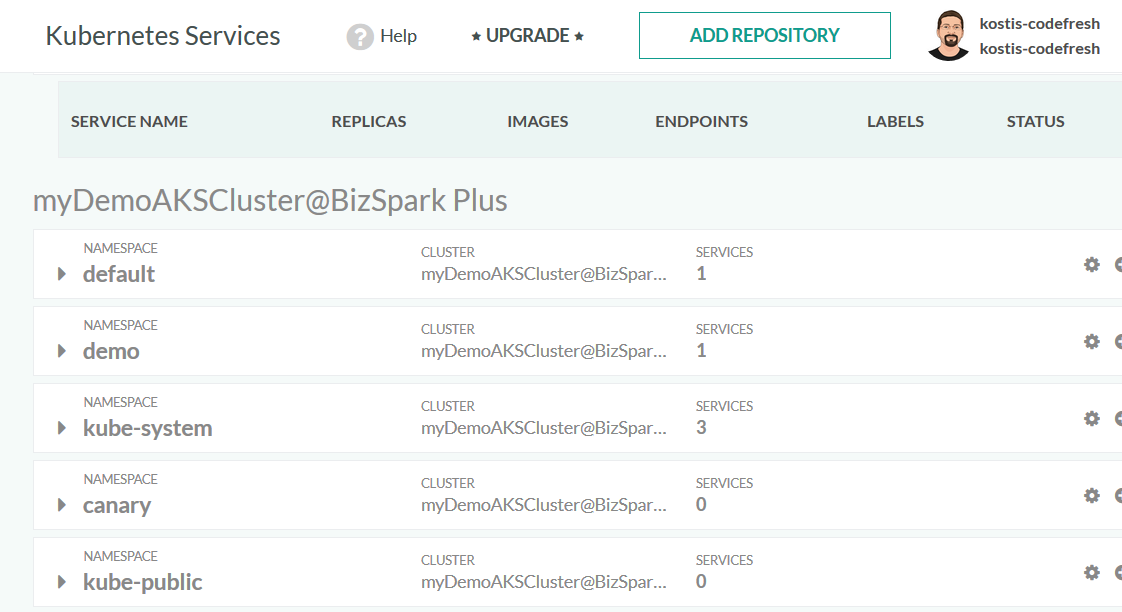 Kubernetes Services
? Help
★ UPGRADE ★
ADD REPOSITORY
kostis-codefresh
kostis-codefresh
SERVICE NAME REPLICAS IMAGES ENDPOINTS LABELS STATUS
myDemoAKSCluster@BizSpark Plus
NAMESPACE CLUSTER SERVICES
default myDemoAKSCluster@BizSpar... 1
NAMESPACE CLUSTER SERVICES
demo myDemoAKSCluster@BizSpar... 1
NAMESPACE CLUSTER SERVICES
kube-system myDemoAKSCluster@BizSpar... 3
NAMESPACE CLUSTER SERVICES
canary myDemoAKSCluster@BizSpar... 0
NAMESPACE CLUSTER SERVICES
kube-public myDemoAKSCluster@BizSpar... 0